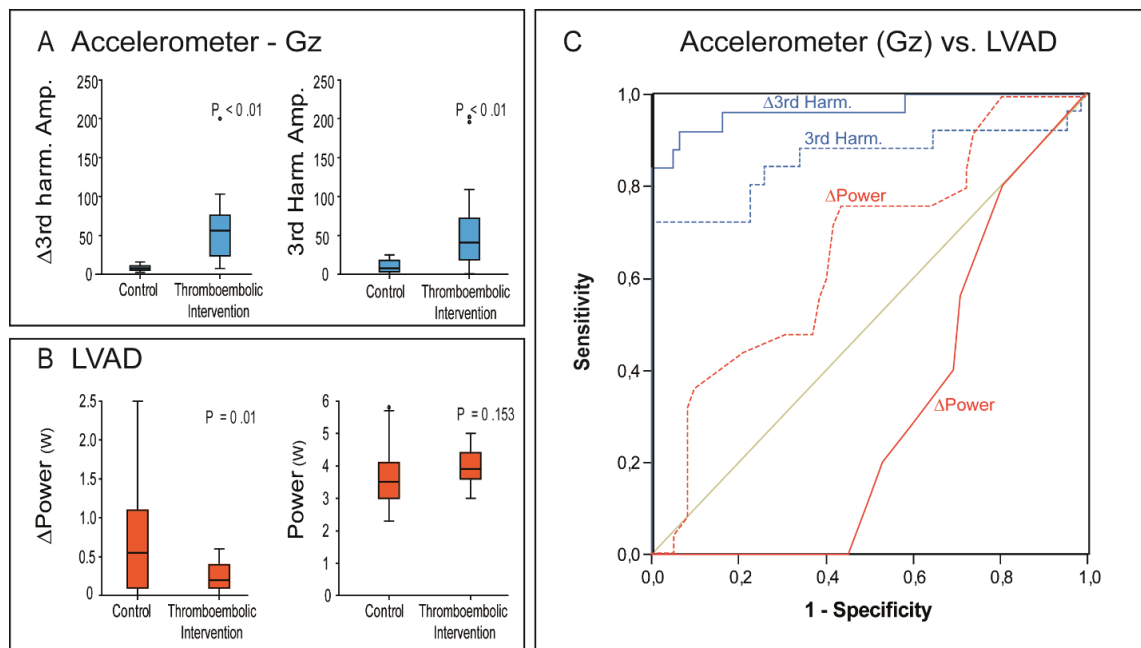 A Accelerometer - Gz
Δ3rd harm. Amp.
250
200
150
100
50
0
P < 0.01
Control
Thromboembolic
Intervention
3rd Harm. Amp.
250
200
150
100
50
0
P < 0.01
Control
Thromboembolic
Intervention
B LVAD
ΔPower (W)
2.5
2.0
1.5
1.0
0.5
0
P = 0.01
Control
Thromboembolic
Intervention
Power (W)
6
5
4
3
2
1
0
P = 0.153
Control
Thromboembolic
Intervention
C Accelerometer (Gz) vs. LVAD
Sensitivity
1,0
0,8
0,6
0,4
0,2
0,0
Δ3rd Harm.
3rd Harm.
ΔPower
ΔPower
0,0 0,2 0,4 0,6 0,8 1,0
1 - Specificity